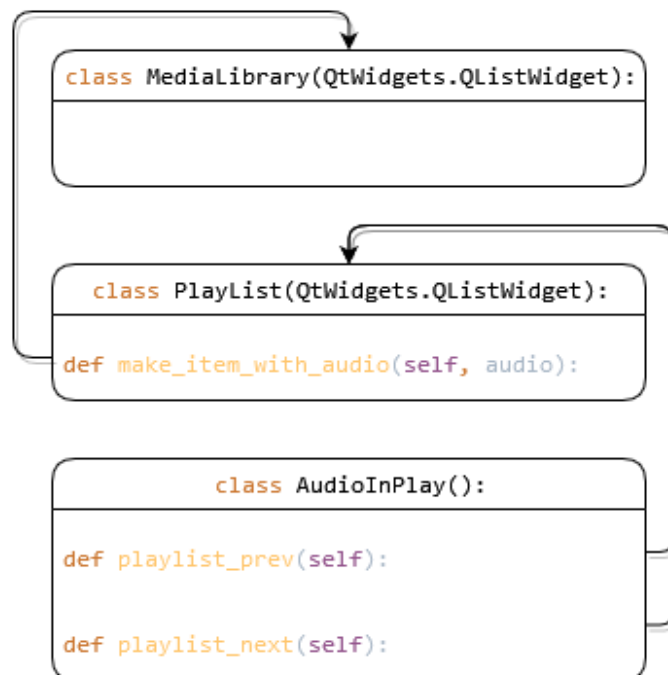 class MediaLibrary(QtWidgets.QListWidget):
class PlayList(QtWidgets.QListWidget):
def make_item_with_audio(self, audio):
class AudioInPlay():
def playlist_prev(self):
def playlist_next(self):